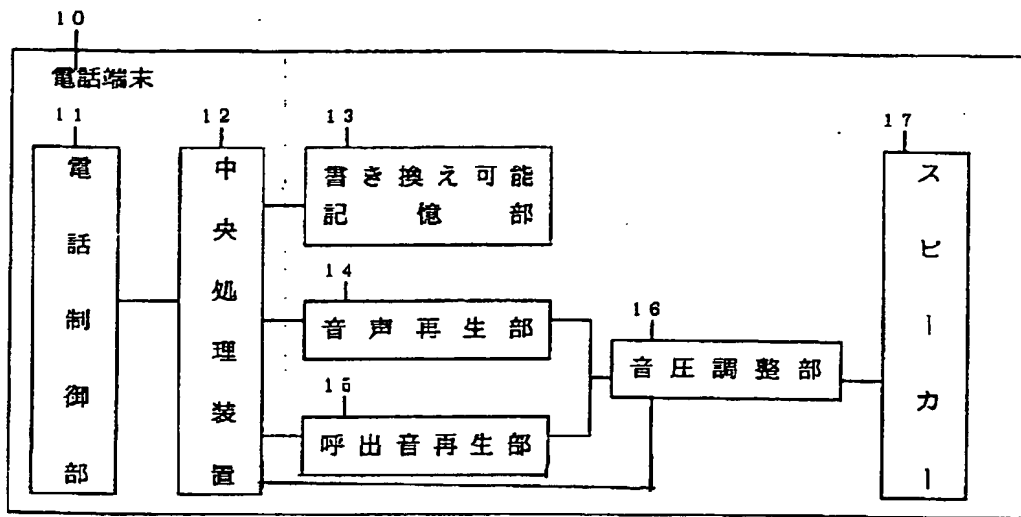 10
電話端末
11
電話制御部
12
中央処理装置
13
書き換え可能
記憶部
14
音声再生部
15
呼出音再生部
16
音圧調整部
17
スピーカー